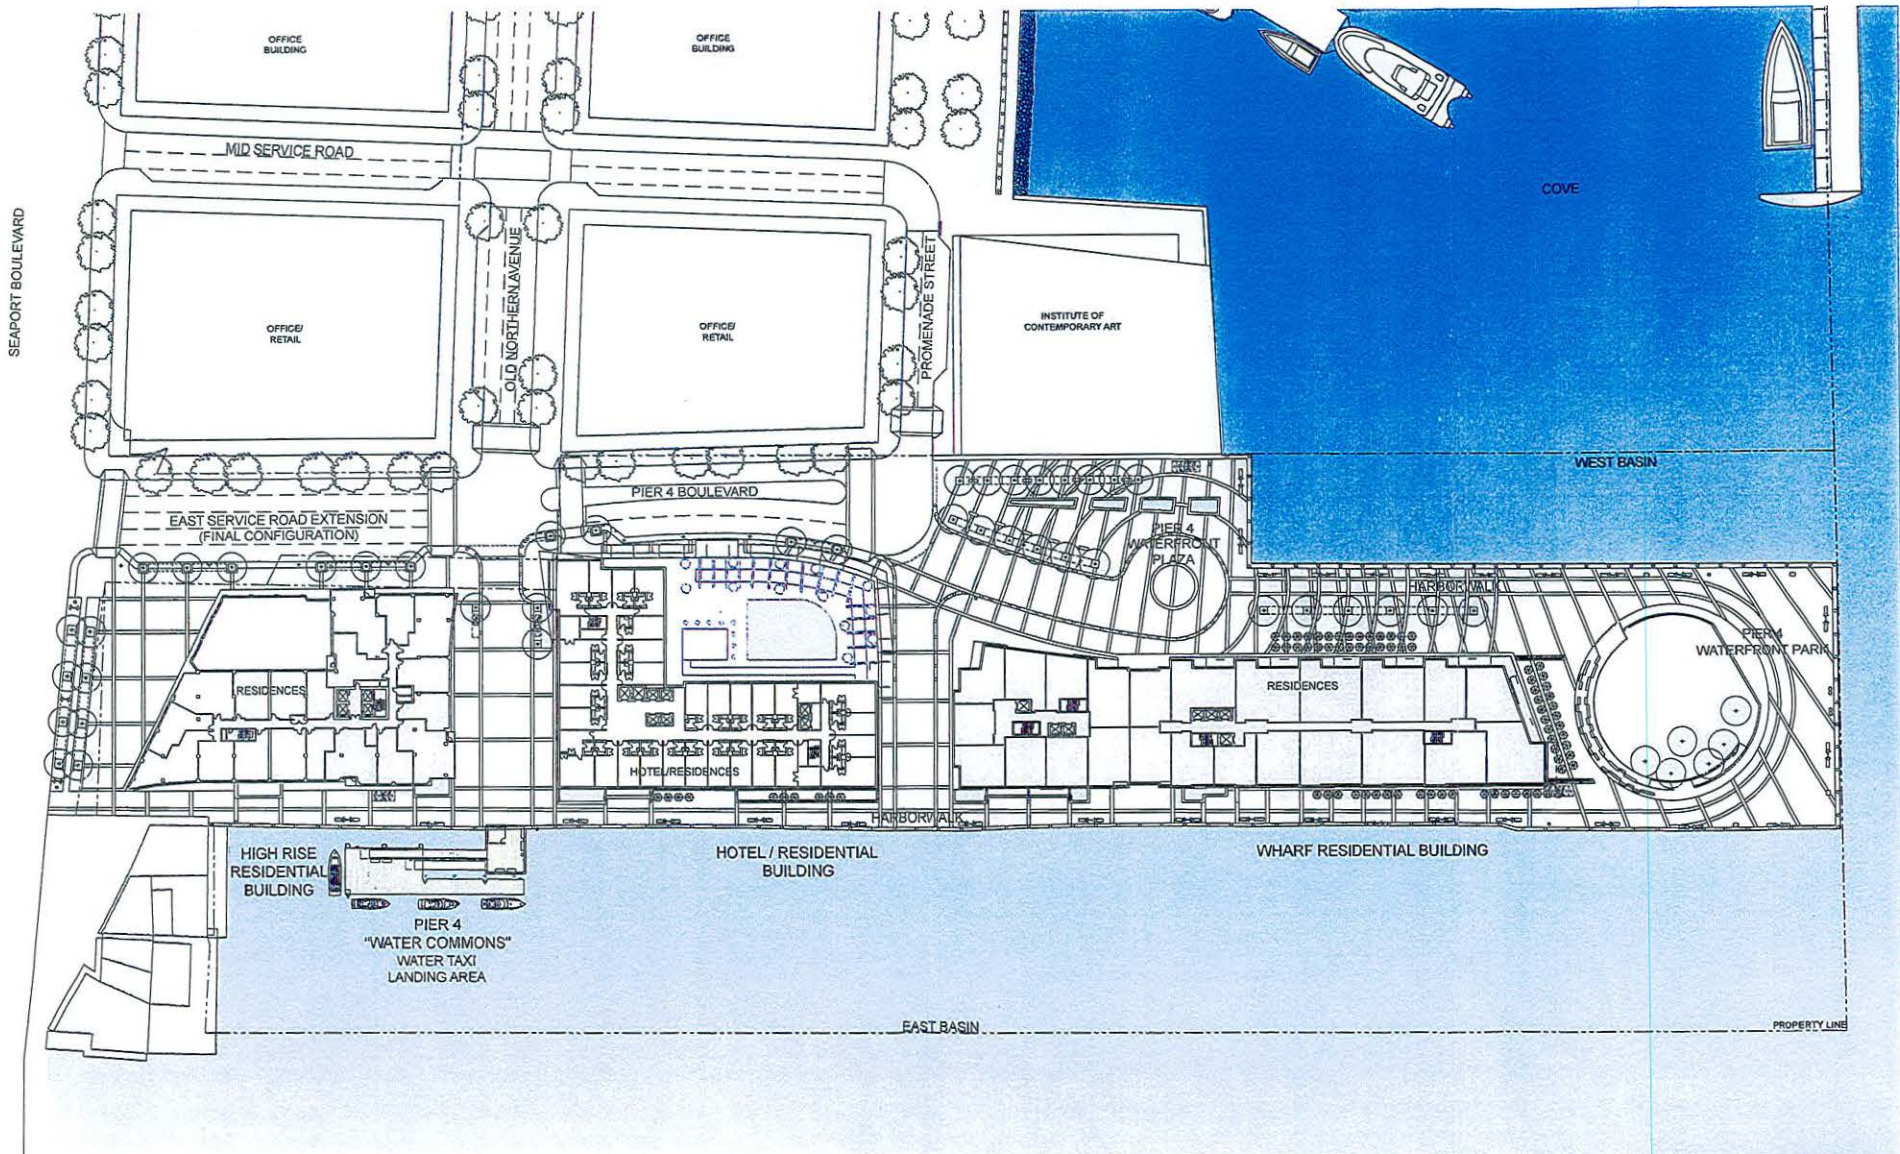 OFFICE
BUILDING
OFFICE
BUILDING
MID SERVICE ROAD
COVE
SEAPORT BOULEVARD
OFFICE/
RETAIL
OLD NORTHERN AVENUE
OFFICE/
RETAIL
PROMENADE STREET
INSTITUTE OF
CONTEMPORARY ART
WEST BASIN
PIER 4 BOULEVARD
EAST SERVICE ROAD EXTENSION
(FINAL CONFIGURATION)
PIER 4
WATERFRONT
PLAZA
HARBORWALK
PIER 4
WATERFRONT PARK
RESIDENCES
RESIDENCES
HOTEL/RESIDENCES
HARBORWALK
HIGH RISE
RESIDENTIAL
BUILDING
HOTEL / RESIDENTIAL
BUILDING
WHARF RESIDENTIAL BUILDING
PIER 4
"WATER COMMONS"
WATER TAXI
LANDING AREA
EAST BASIN
PROPERTY LINE